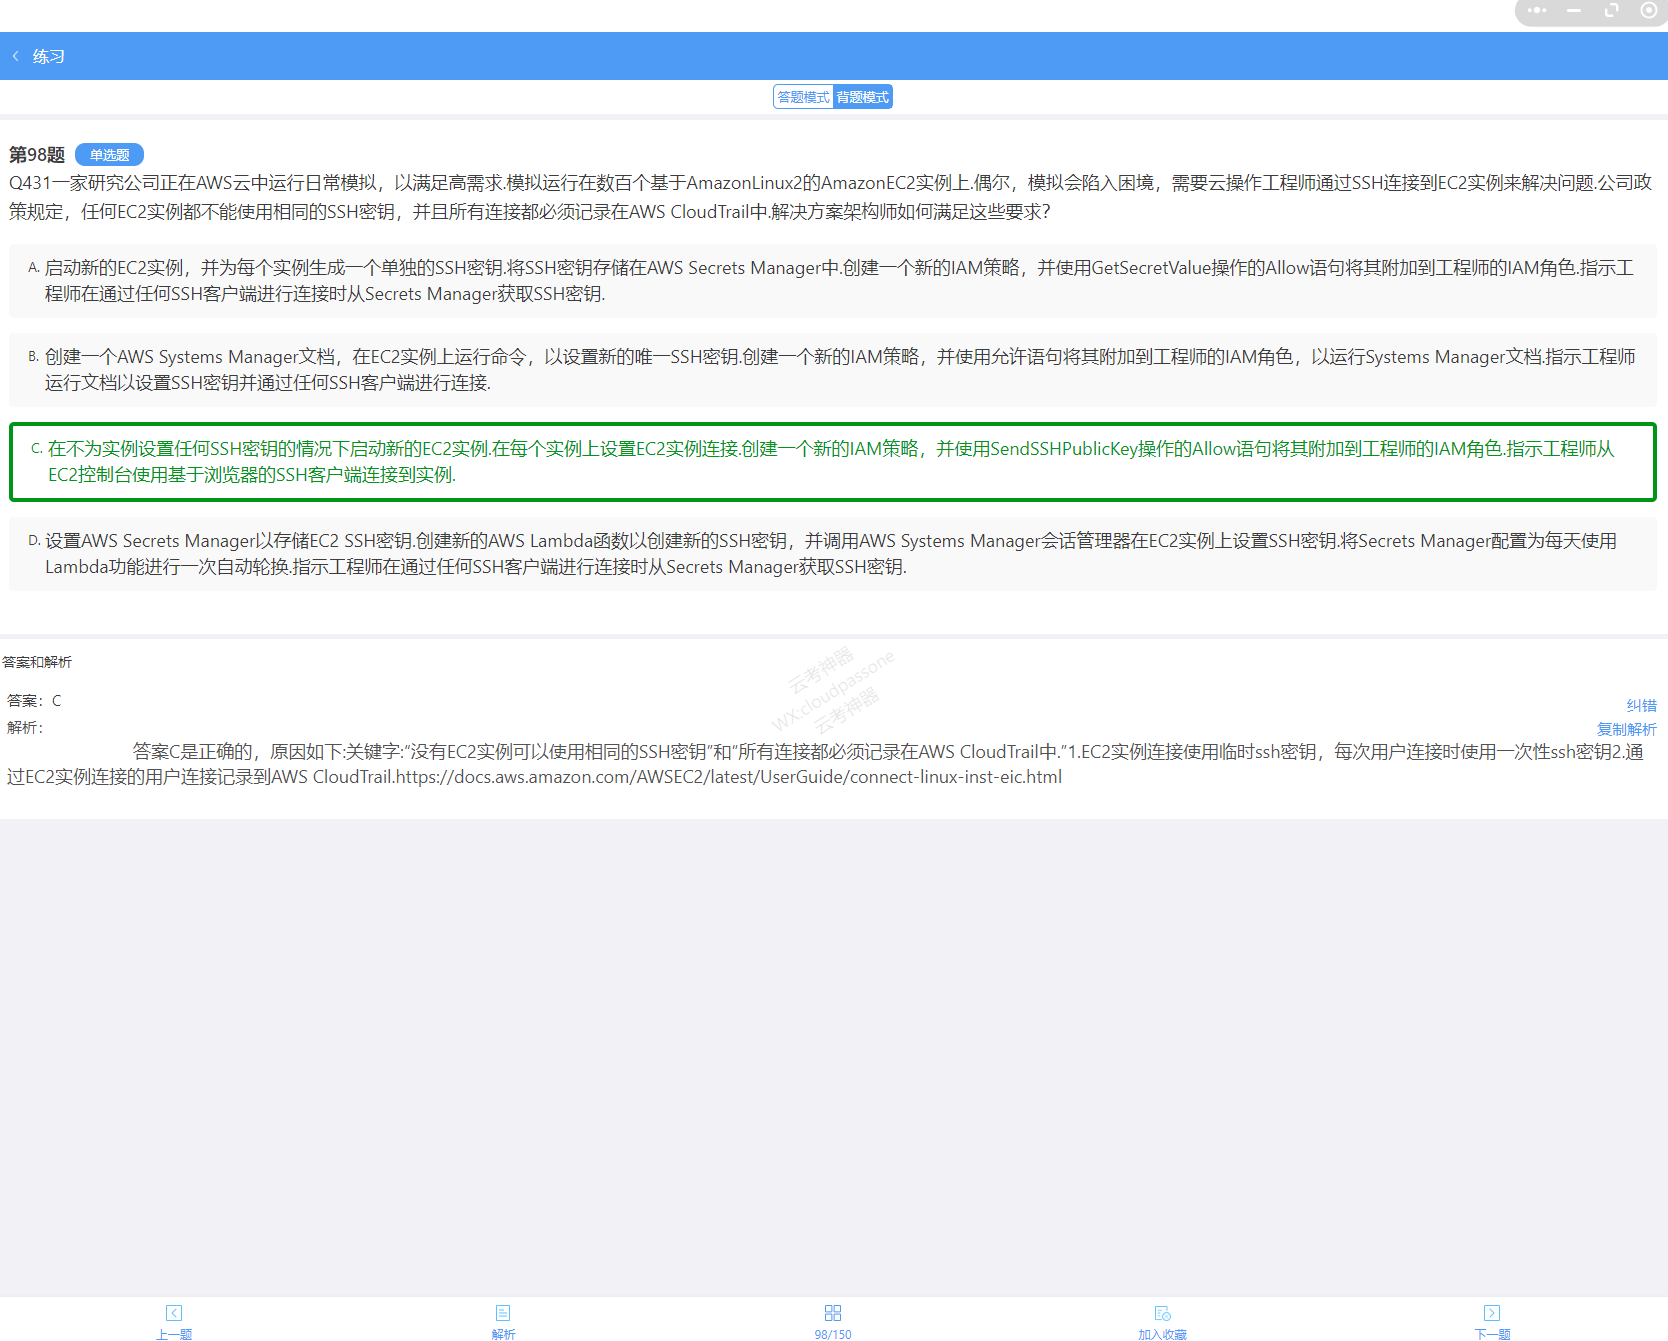 练习
答题模式 背题模式
第98题 单选题
Q431一家研究公司正在AWS云中运行日常模拟，以满足高需求.模拟运行在数百个基于AmazonLinux2的AmazonEC2实例上.偶尔，模拟会陷入困境，需要云操作工程师通过SSH连接到EC2实例来解决问题.公司政
策规定，任何EC2实例都不能使用相同的SSH密钥，并且所有连接都必须记录在AWS CloudTrail中.解决方案架构师如何满足这些要求？
A. 启动新的EC2实例，并为每个实例生成一个单独的SSH密钥.将SSH密钥存储在AWS Secrets Manager中.创建一个新的IAM策略，并使用GetSecretValue操作的Allow语句将其附加到工程师的IAM角色.指示工
程师在通过任何SSH客户端进行连接时从Secrets Manager获取SSH密钥.
B. 创建一个AWS Systems Manager文档，在EC2实例上运行命令，以设置新的唯一SSH密钥.创建一个新的IAM策略，并使用允许语句将其附加到工程师的IAM角色，以运行Systems Manager文档.指示工程师
运行文档以设置SSH密钥并通过任何SSH客户端进行连接.
C. 在不为实例设置任何SSH密钥的情况下启动新的EC2实例.在每个实例上设置EC2实例连接.创建一个新的IAM策略，并使用SendSSHPublicKey操作的Allow语句将其附加到工程师的IAM角色.指示工程师从
EC2控制台使用基于浏览器的SSH客户端连接到实例.
D. 设置AWS Secrets Manager以存储EC2 SSH密钥.创建新的AWS Lambda函数以创建新的SSH密钥，并调用AWS Systems Manager会话管理器在EC2实例上设置SSH密钥.将Secrets Manager配置为每天使用
Lambda功能进行一次自动轮换.指示工程师在通过任何SSH客户端进行连接时从Secrets Manager获取SSH密钥.
答案和解析
云考神器
WX:cloudpassone
云考神器
答案：C
纠错
解析：
复制解析
答案C是正确的，原因如下:关键字:"没有EC2实例可以使用相同的SSH密钥"和"所有连接都必须记录在AWS CloudTrail中."1.EC2实例连接使用临时ssh密钥，每次用户连接时使用一次性ssh密钥2.通
过EC2实例连接的用户连接记录到AWS CloudTrail.https://docs.aws.amazon.com/AWSEC2/latest/UserGuide/connect-linux-inst-eic.html
上一题 解析 98/150 加入收藏 下一题